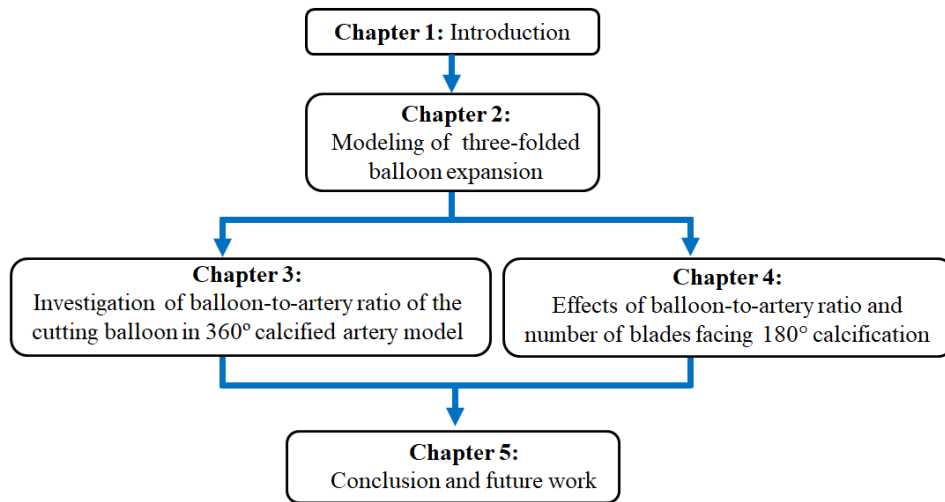 Chapter 1: Introduction
Chapter 2:
Modeling of three-folded
balloon expansion
Chapter 3:
Investigation of balloon-to-artery ratio of the
cutting balloon in 360º calcified artery model
Chapter 4:
Effects of balloon-to-artery ratio and
number of blades facing 180° calcification
Chapter 5:
Conclusion and future work